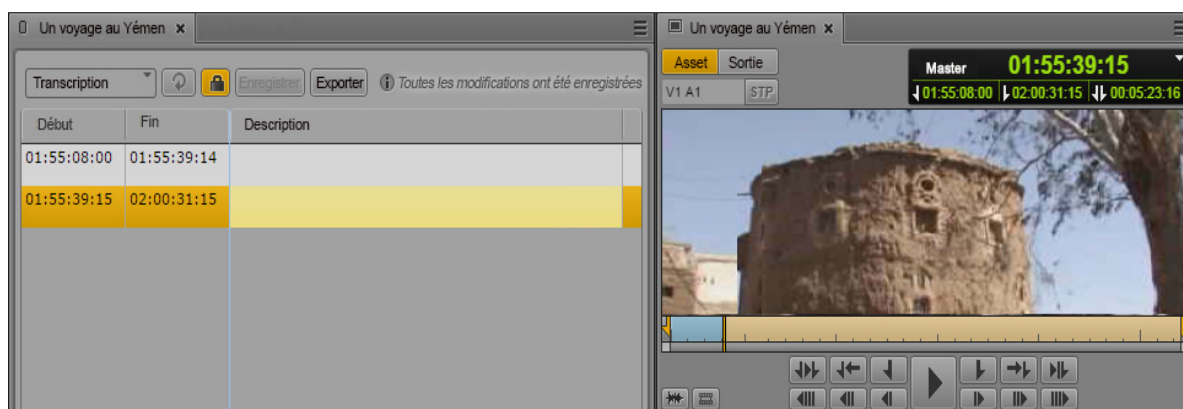 Un voyage au Yémen x
Transcription
Enregistrer
Exporter
Toutes les modifications ont été enregistrées
Début Fin Description
01:55:08:00 01:55:39:14
01:55:39:15 02:00:31:15
Un voyage au Yémen x
Asset Sortie
Master 01:55:39:15
V1 A1 STP
01:55:08:00 02:00:31:15 00:05:23:16